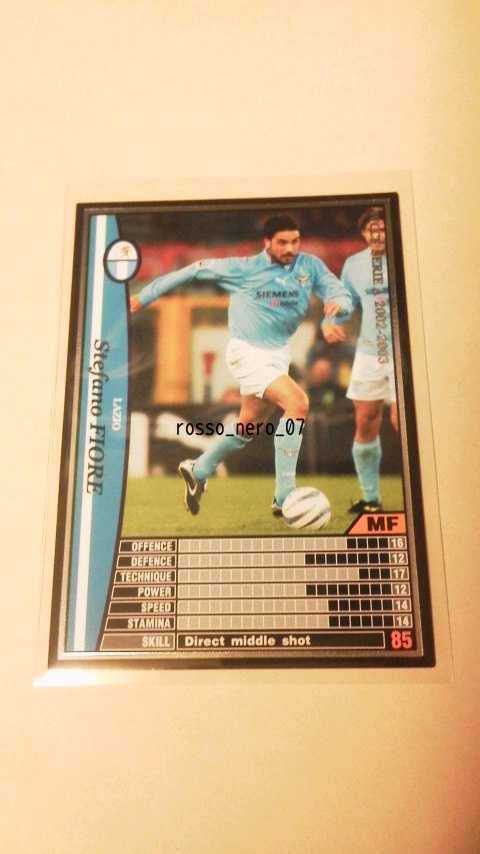 SERIE A 2002-2003
SIEMENS
Stefano FIORE
LAZIO
rosso_nero_07
MF
OFFENCE 16
DEFENCE 12
TECHNIQUE 17
POWER 12
SPEED 14
STAMINA 14
SKILL Direct middle shot 85